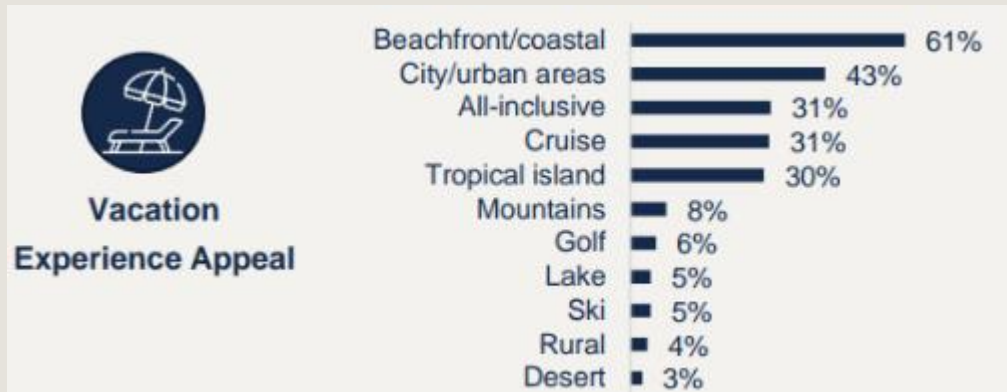 Vacation
Experience Appeal
Beachfront/coastal 61%
City/urban areas 43%
All-inclusive 31%
Cruise 31%
Tropical island 30%
Mountains 8%
Golf 6%
Lake 5%
Ski 5%
Rural 4%
Desert 3%